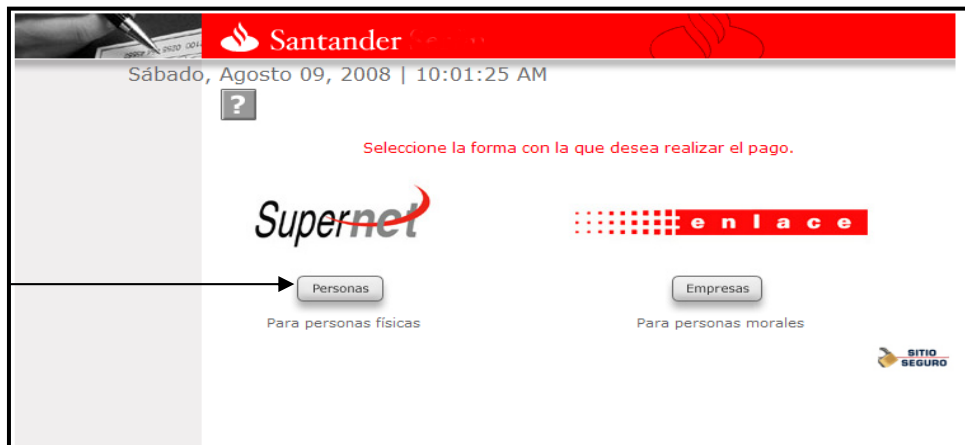 Santander
Sábado, Agosto 09, 2008 | 10:01:25 AM
?
Seleccione la forma con la que desea realizar el pago.
Supernet
enlace
Personas
Empresas
Para personas físicas
Para personas morales
SITIO
SEGURO